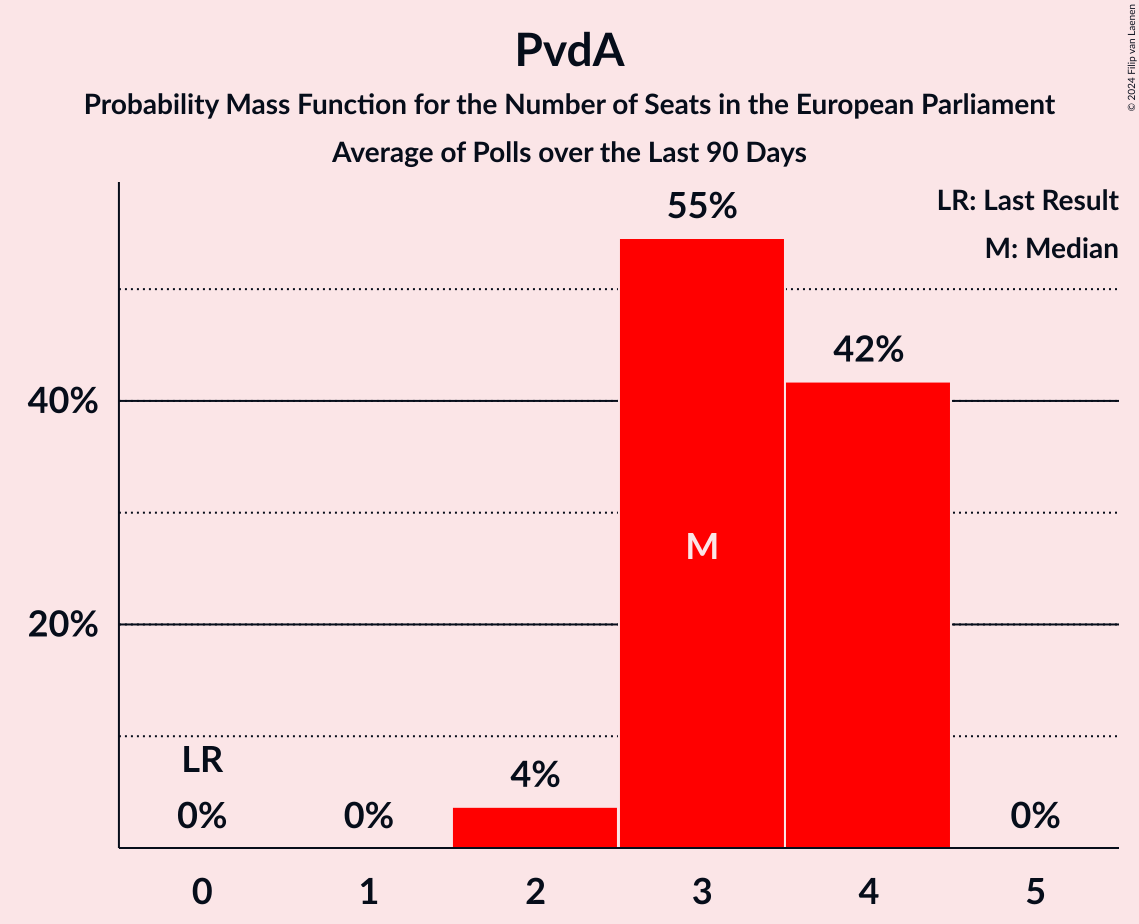 PvdA
Probability Mass Function for the Number of Seats in the European Parliament
Average of Polls over the Last 90 Days
© 2024 Filip van Laenen
LR: Last Result
M: Median
55%
42%
40%
M
20%
LR
4%
0%
0%
0%
0
1
2
3
4
5